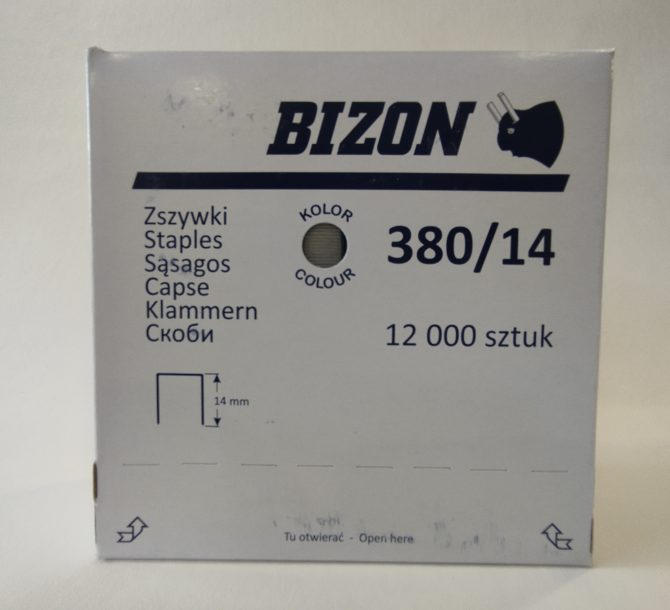 BIZON
Zszywki
Staples
Sąsagos
Capse
Klammern
Скоби
KOLOR
COLOUR
380/14
12 000 sztuk
14 mm
Tu otwierać - Open here